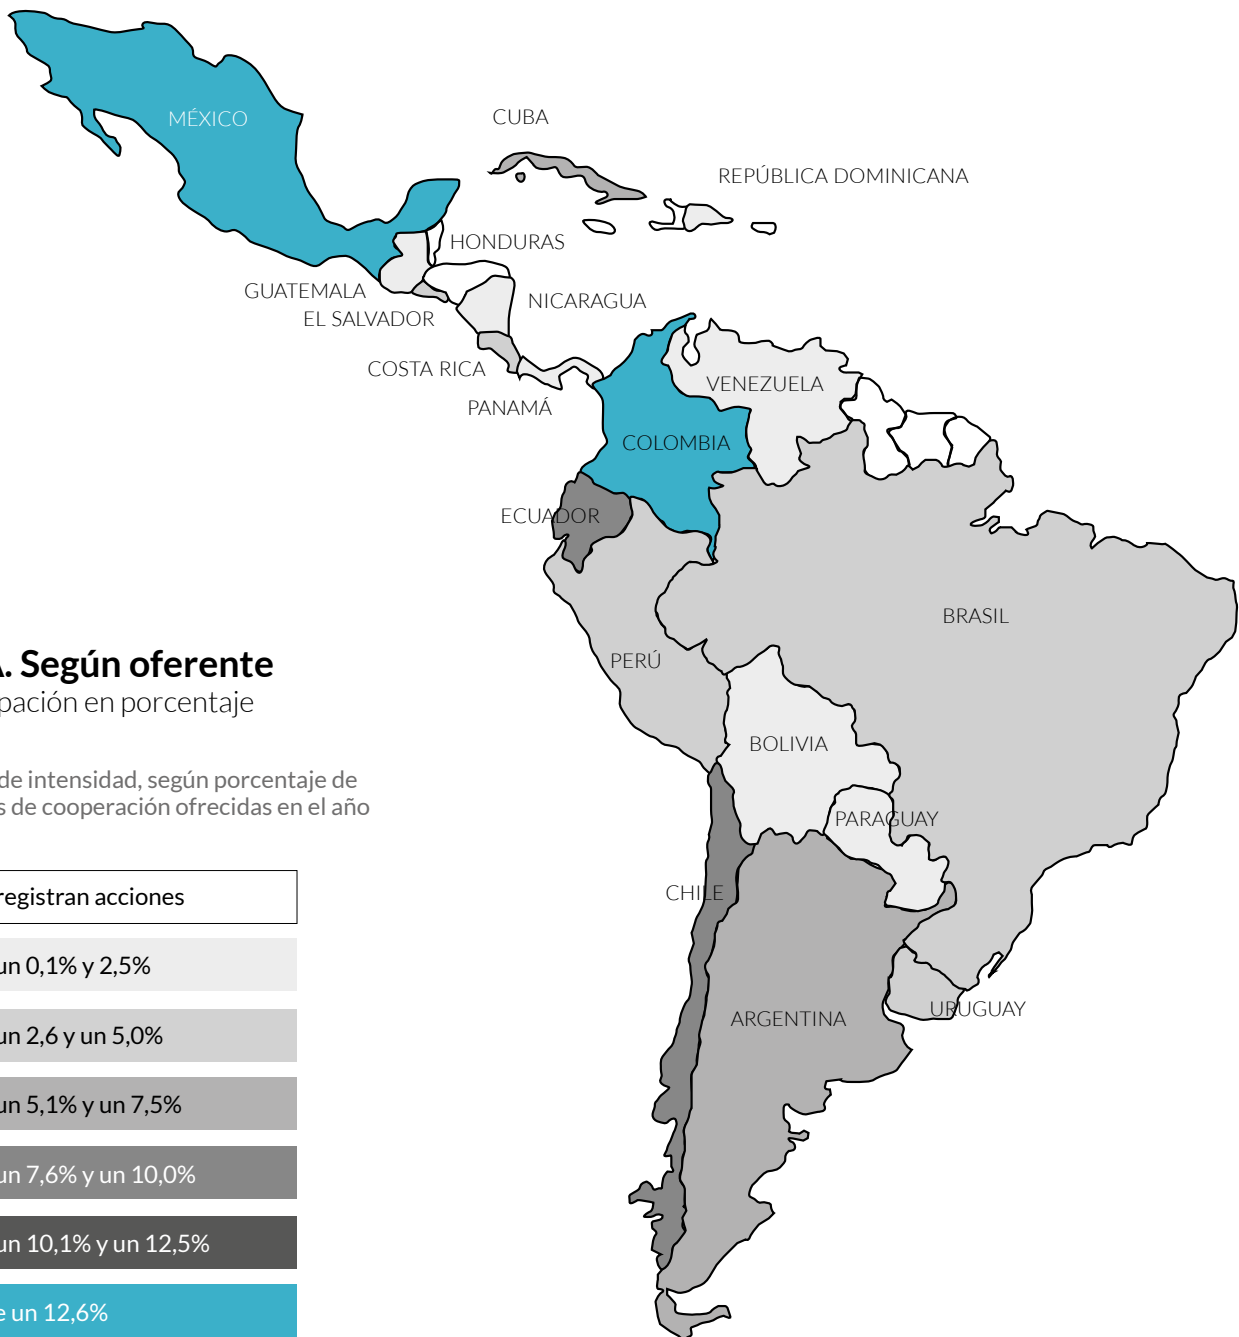 MÉXICO
CUBA
REPÚBLICA DOMINICANA
HONDURAS
GUATEMALA
NICARAGUA
EL SALVADOR
COSTA RICA
PANAMÁ
VENEZUELA
COLOMBIA
ECUADOR
BRASIL
PERÚ
BOLIVIA
PARAGUAY
CHILE
ARGENTINA
URUGUAY
A. Según oferente
pación en porcentaje
de intensidad, según porcentaje de
s de cooperación ofrecidas en el año
registran acciones
un 0,1% y 2,5%
un 2,6 y un 5,0%
un 5,1% y un 7,5%
un 7,6% y un 10,0%
un 10,1% y un 12,5%
e un 12,6%